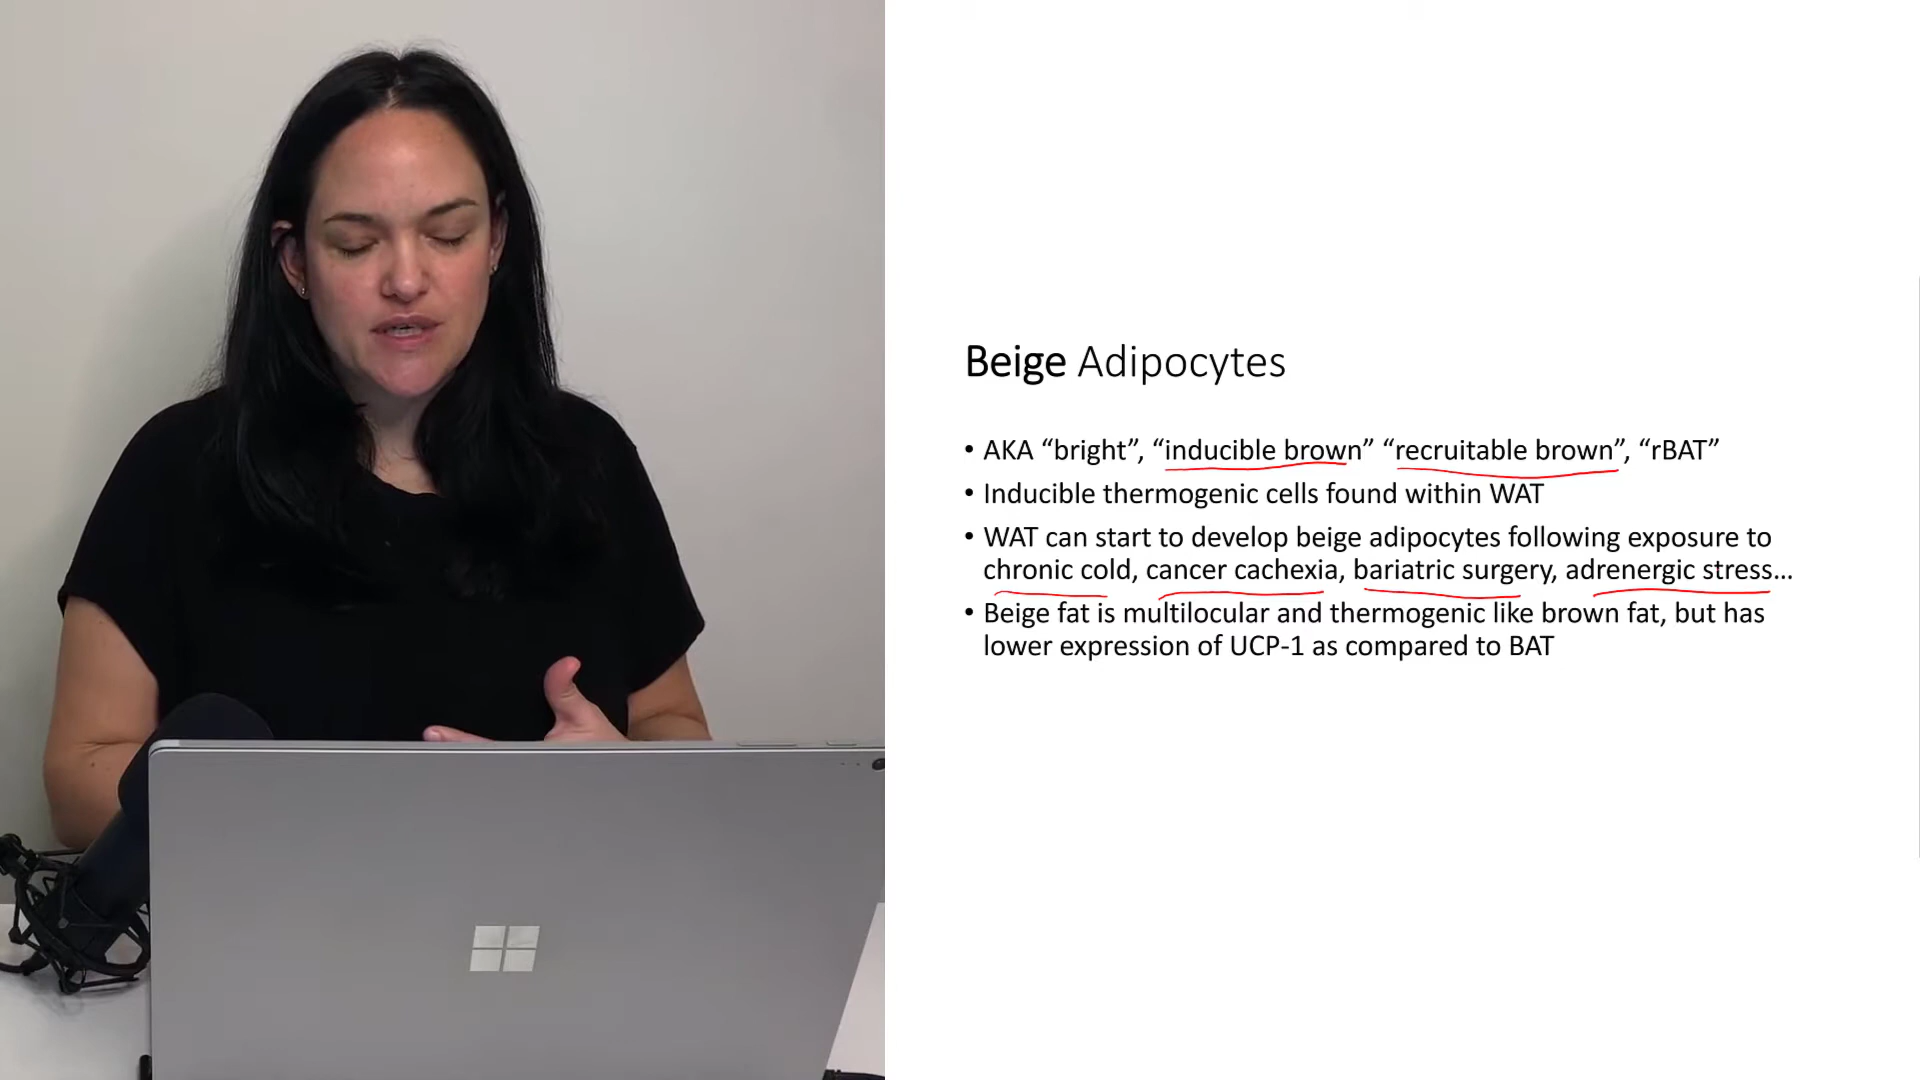 Beige Adipocytes
• AKA “bright”, “inducible brown” “recruitable brown”, “rBAT”
• Inducible thermogenic cells found within WAT
• WAT can start to develop beige adipocytes following exposure to
chronic cold, cancer cachexia, bariatric surgery, adrenergic stress...
• Beige fat is multilocular and thermogenic like brown fat, but has
lower expression of UCP-1 as compared to BAT